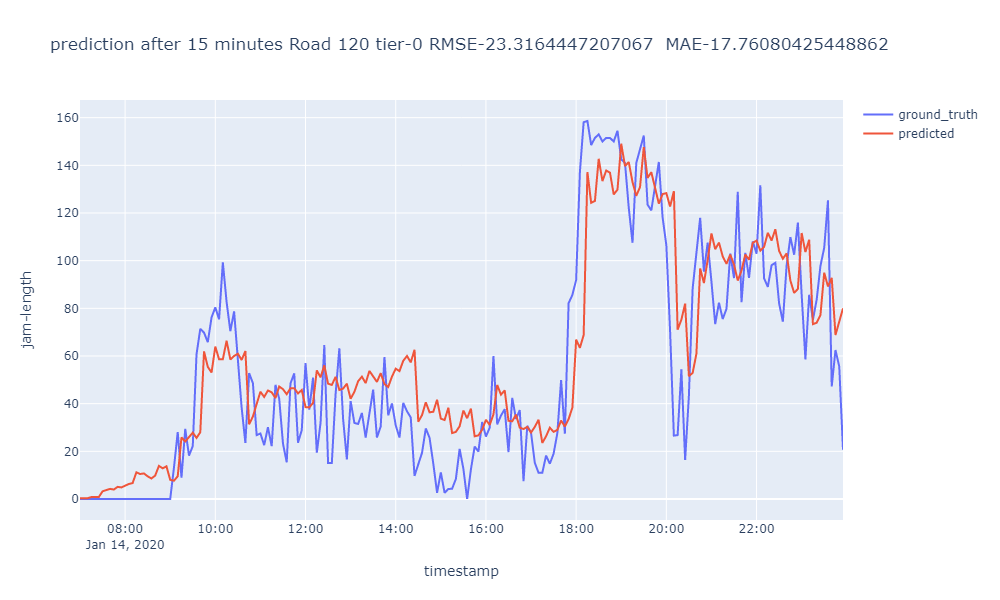 prediction after 15 minutes Road 120 tier-0 RMSE-23.3164447207067  MAE-17.76080425448862
ground_truth
predicted
160
140
120
100
80
60
40
20
0
jam-length
08:00 10:00 12:00 14:00 16:00 18:00 20:00 22:00
Jan 14, 2020
timestamp